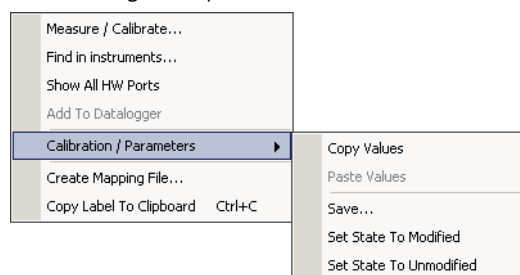 Measure / Calibrate...
Find in instruments...
Show All HW Ports
Add To Datalogger
Calibration / Parameters
Create Mapping File...
Copy Label To Clipboard Ctrl+C
Copy Values
Paste Values
Save...
Set State To Modified
Set State To Unmodified